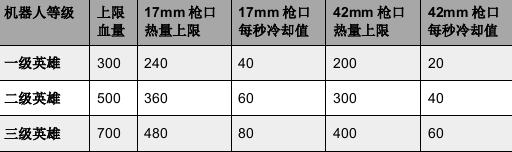 机器人等级 上限血量 17mm 枪口热量上限 17mm 枪口每秒冷却值 42mm 枪口热量上限 42mm 枪口每秒冷却值
一级英雄 300 240 40 200 20
二级英雄 500 360 60 300 40
三级英雄 700 480 80 400 60